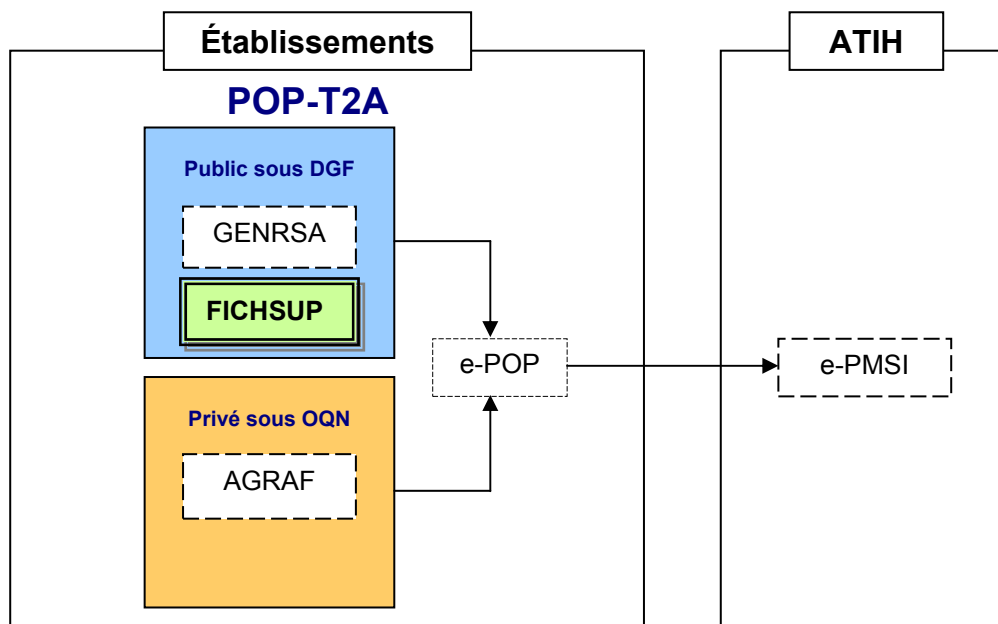 Établissements
ATIH
POP-T2A
Public sous DGF
GENRSA
FICHSUP
e-POP
e-PMSI
Privé sous OQN
AGRAF